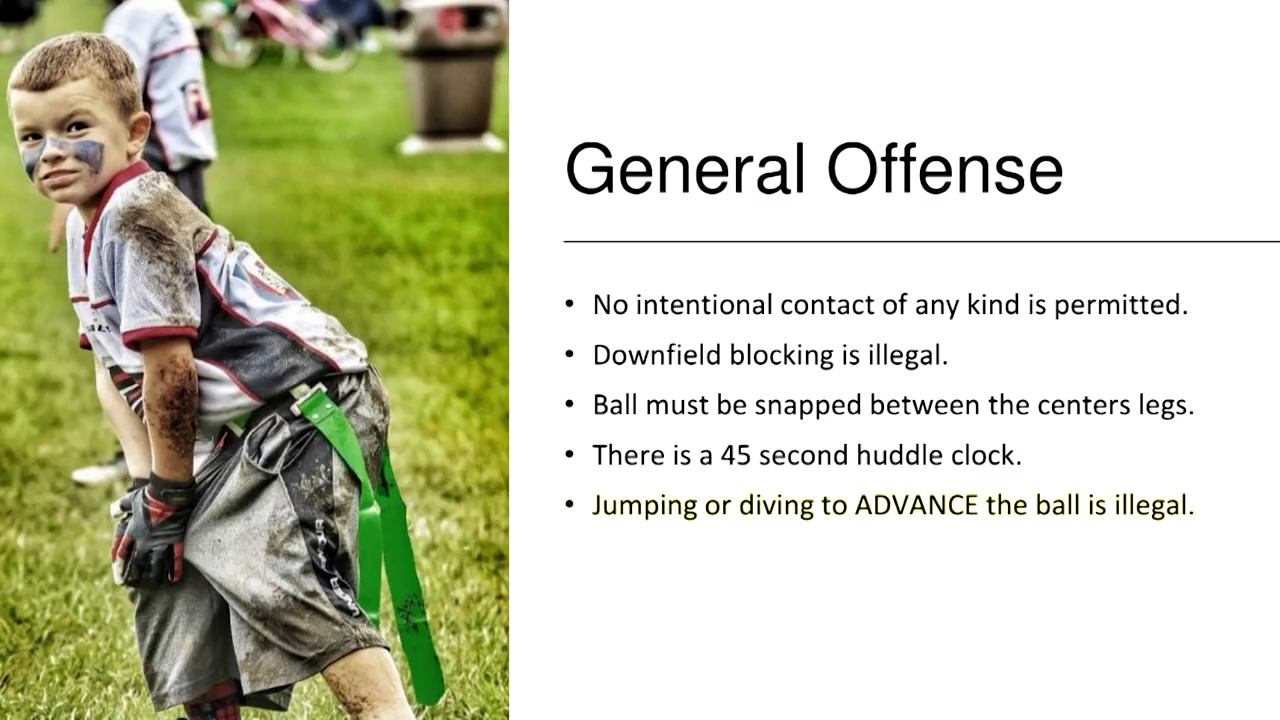 General Offense
• No intentional contact of any kind is permitted.
• Downfield blocking is illegal.
• Ball must be snapped between the centers legs.
• There is a 45 second huddle clock.
• Jumping or diving to ADVANCE the ball is illegal.